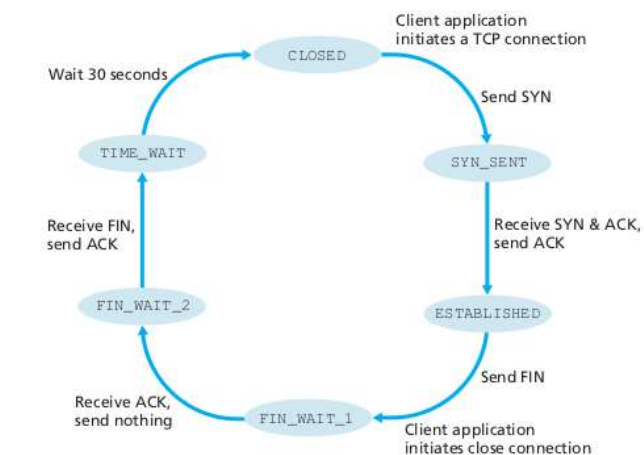 Client application
initiates a TCP connection
CLOSED
Wait 30 seconds
Send SYN
TIME_WAIT
SYN_SENT
Receive FIN,
send ACK
Receive SYN & ACK,
send ACK
FIN_WAIT_2
ESTABLISHED
Send FIN
Receive ACK,
send nothing
FIN_WAIT_1
Client application
initiates close connection